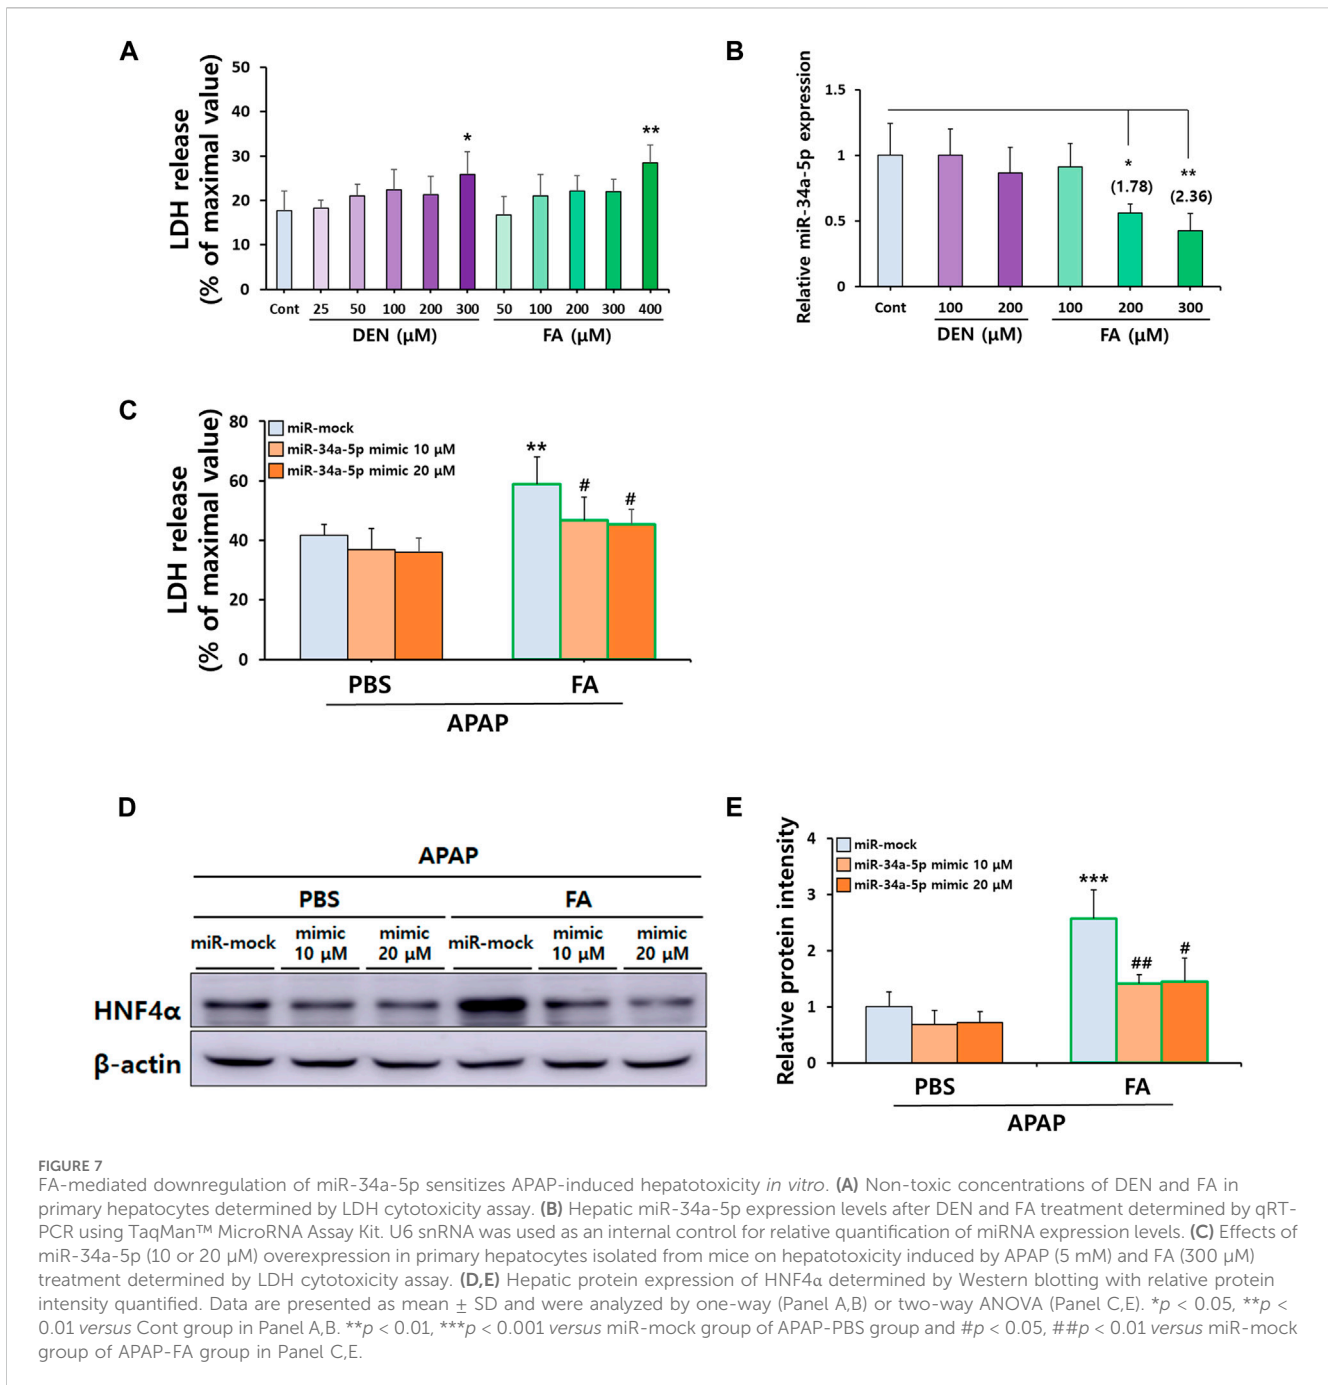 A
LDH release
(% of maximal value)
50
40
30
20
10
0
*
**
Cont 25 50 100 200 300 50 100 200 300 400
DEN (μM) FA (μM)
B
Relative miR-34a-5p expression
1.5
1
0.5
0
*
(1.78)
**
(2.36)
Cont 100 200 100 200 300
DEN (μM) FA (μM)
C
LDH release
(% of maximal value)
80
60
40
20
0
miR-mock
miR-34a-5p mimic 10 μM
miR-34a-5p mimic 20 μM
**
#
#
PBS FA
APAP
D
APAP
PBS FA
miR-mock mimic 10 μM mimic 20 μM miR-mock mimic 10 μM mimic 20 μM
HNF4α
β-actin
E
Relative protein intensity
4
3
2
1
0
miR-mock
miR-34a-5p mimic 10 μM
miR-34a-5p mimic 20 μM
***
##
#
PBS FA
APAP
FIGURE 7
FA-mediated downregulation of miR-34a-5p sensitizes APAP-induced hepatotoxicity in vitro. (A) Non-toxic concentrations of DEN and FA in
primary hepatocytes determined by LDH cytotoxicity assay. (B) Hepatic miR-34a-5p expression levels after DEN and FA treatment determined by qRT-
PCR using TaqMan™ MicroRNA Assay Kit. U6 snRNA was used as an internal control for relative quantification of miRNA expression levels. (C) Effects of
miR-34a-5p (10 or 20 μM) overexpression in primary hepatocytes isolated from mice on hepatotoxicity induced by APAP (5 mM) and FA (300 μM)
treatment determined by LDH cytotoxicity assay. (D,E) Hepatic protein expression of HNF4α determined by Western blotting with relative protein
intensity quantified. Data are presented as mean ± SD and were analyzed by one-way (Panel A,B) or two-way ANOVA (Panel C,E). *p < 0.05, **p <
0.01 versus Cont group in Panel A,B. **p < 0.01, ***p < 0.001 versus miR-mock group of APAP-PBS group and #p < 0.05, ##p < 0.01 versus miR-mock
group of APAP-FA group in Panel C,E.